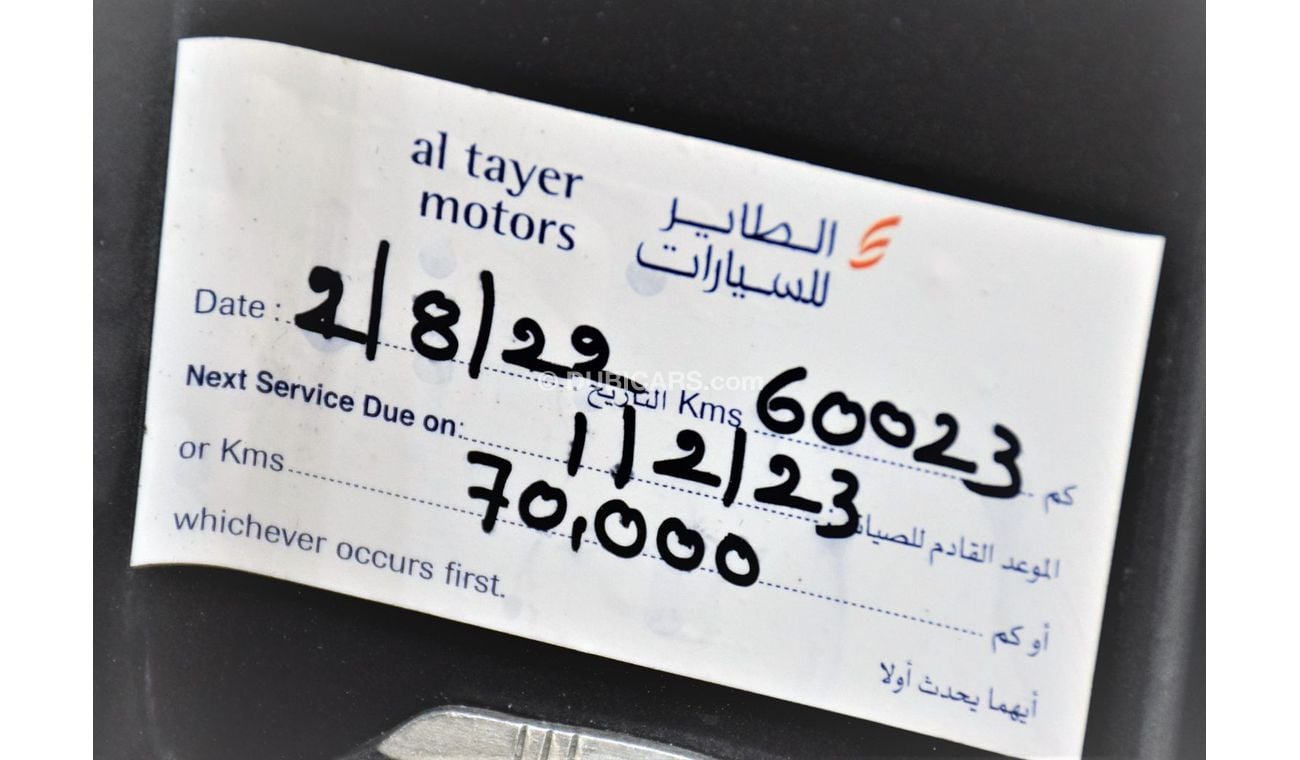 al tayer
motors
الطاير
للسيارات
Date : 2/8/22 التاريخ Kms 60023 كم
Next Service Due on: 1/2/23 الموعد القادم للصيانة
or Kms 70,000 أو كم
whichever occurs first. أيهما يحدث أولا
© DUBICARS.com